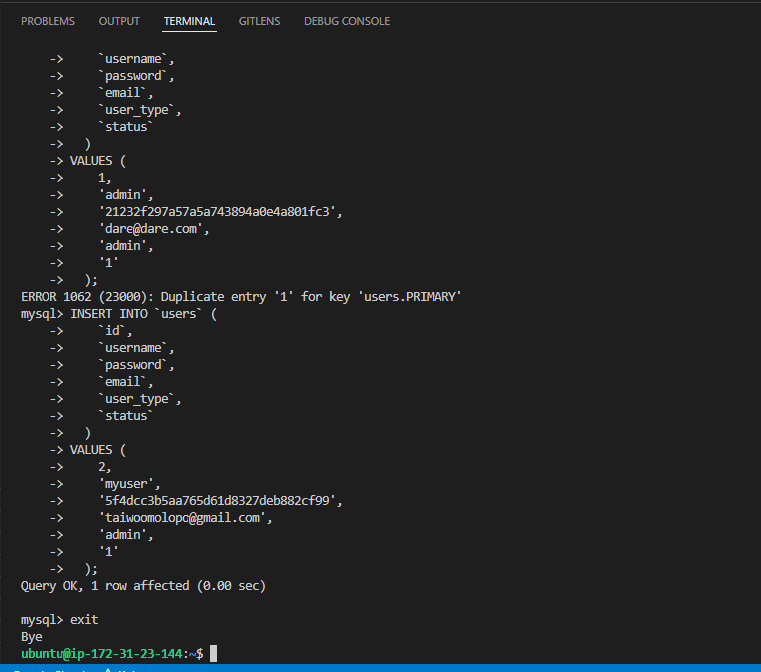 PROBLEMS OUTPUT TERMINAL GITLENS DEBUG CONSOLE
-> `username`,
-> `password`,
-> `email`,
-> `user_type`,
-> `status`
-> )
-> VALUES (
-> 1,
-> 'admin',
-> '21232f297a57a5a743894a0e4a801fc3',
-> 'dare@dare.com',
-> 'admin',
-> '1'
-> );
ERROR 1062 (23000): Duplicate entry '1' for key 'users.PRIMARY'
mysql> INSERT INTO `users` (
-> `id`,
-> `username`,
-> `password`,
-> `email`,
-> `user_type`,
-> `status`
-> )
-> VALUES (
-> 2,
-> 'myuser',
-> '5f4dcc3b5aa765d61d8327deb882cf99',
-> 'taiwoomolopo@gmail.com',
-> 'admin',
-> '1'
-> );
Query OK, 1 row affected (0.00 sec)
mysql> exit
Bye
ubuntu@ip-172-31-23-144:~$